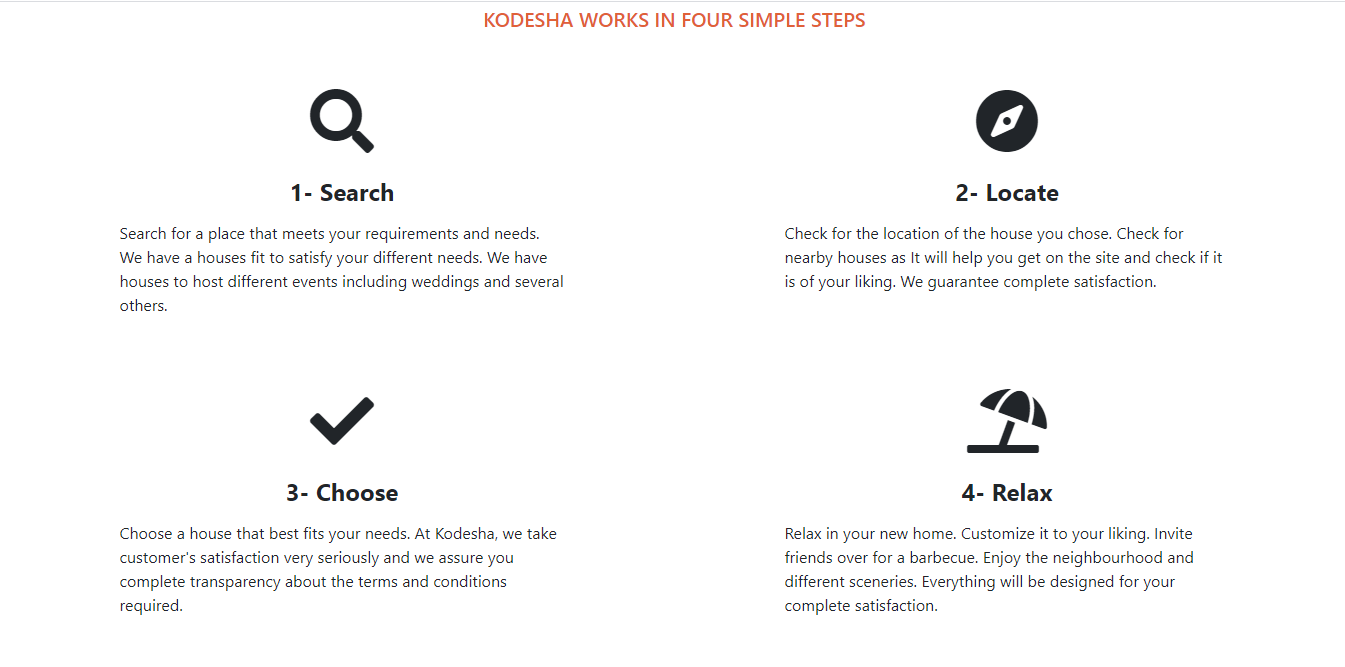 KODESHA WORKS IN FOUR SIMPLE STEPS
1- Search
Search for a place that meets your requirements and needs.
We have a houses fit to satisfy your different needs. We have
houses to host different events including weddings and several
others.
2- Locate
Check for the location of the house you chose. Check for
nearby houses as It will help you get on the site and check if it
is of your liking. We guarantee complete satisfaction.
3- Choose
Choose a house that best fits your needs. At Kodesha, we take
customer's satisfaction very seriously and we assure you
complete transparency about the terms and conditions
required.
4- Relax
Relax in your new home. Customize it to your liking. Invite
friends over for a barbecue. Enjoy the neighbourhood and
different sceneries. Everything will be designed for your
complete satisfaction.